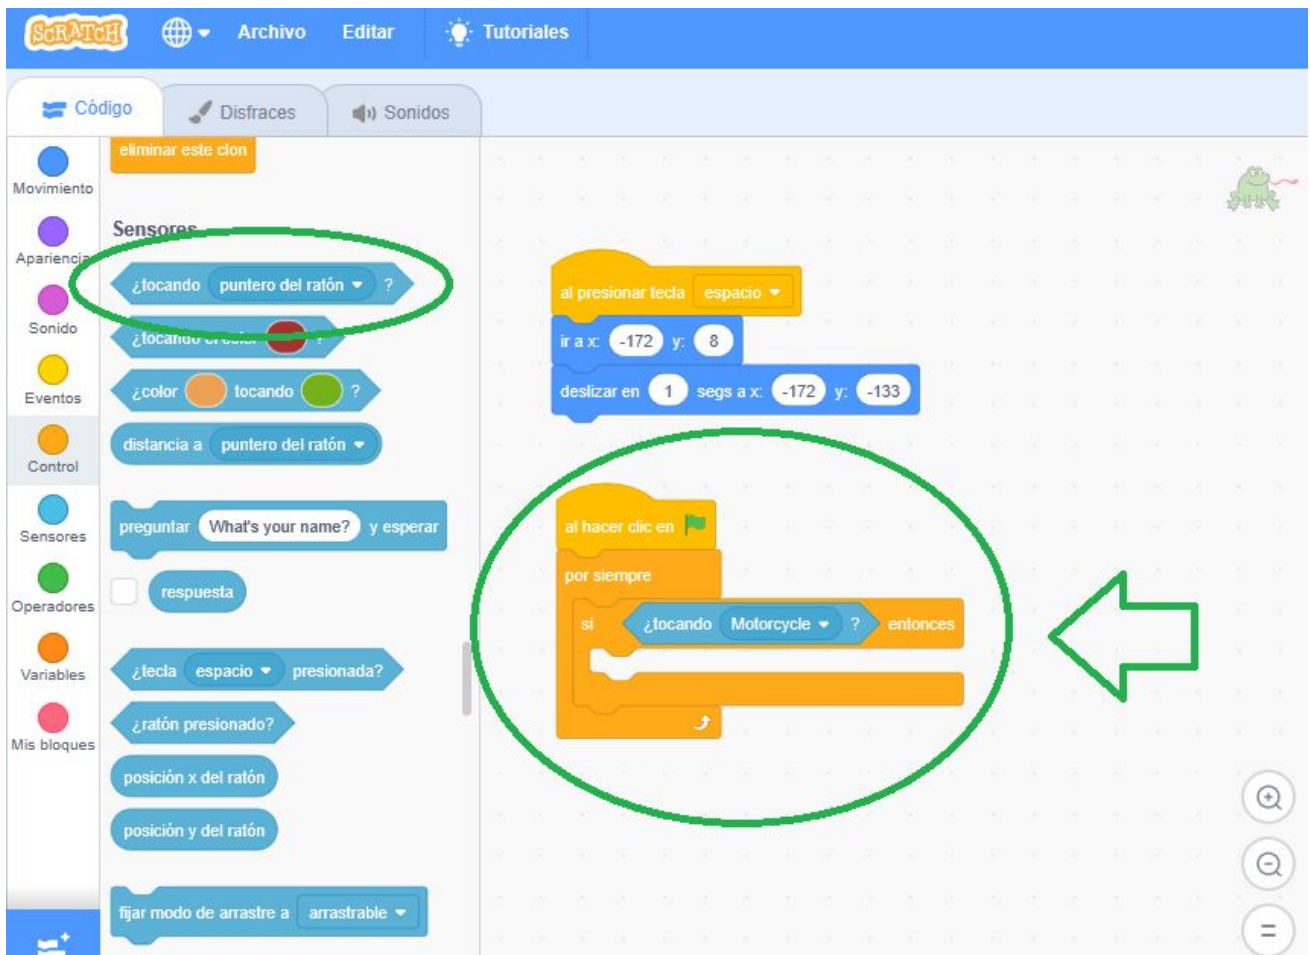 SCRATCH Archivo Editar Tutoriales
Código Disfraces Sonidos
Movimiento
Apariencia
Sonido
Eventos
Control
Sensores
Operadores
Variables
Mis bloques
eliminar este clon
Sensores
¿tocando puntero del ratón ?
¿tocando el color ?
¿color tocando ?
distancia a puntero del ratón
preguntar What's your name? y esperar
respuesta
¿tecla espacio presionada?
¿ratón presionado?
posición x del ratón
posición y del ratón
fijar modo de arrastre a arrastrable
al presionar tecla espacio
ir a x: -172 y: 8
deslizar en 1 segs a x: -172 y: -133
al hacer clic en
por siempre
si ¿tocando Motorcycle ? entonces